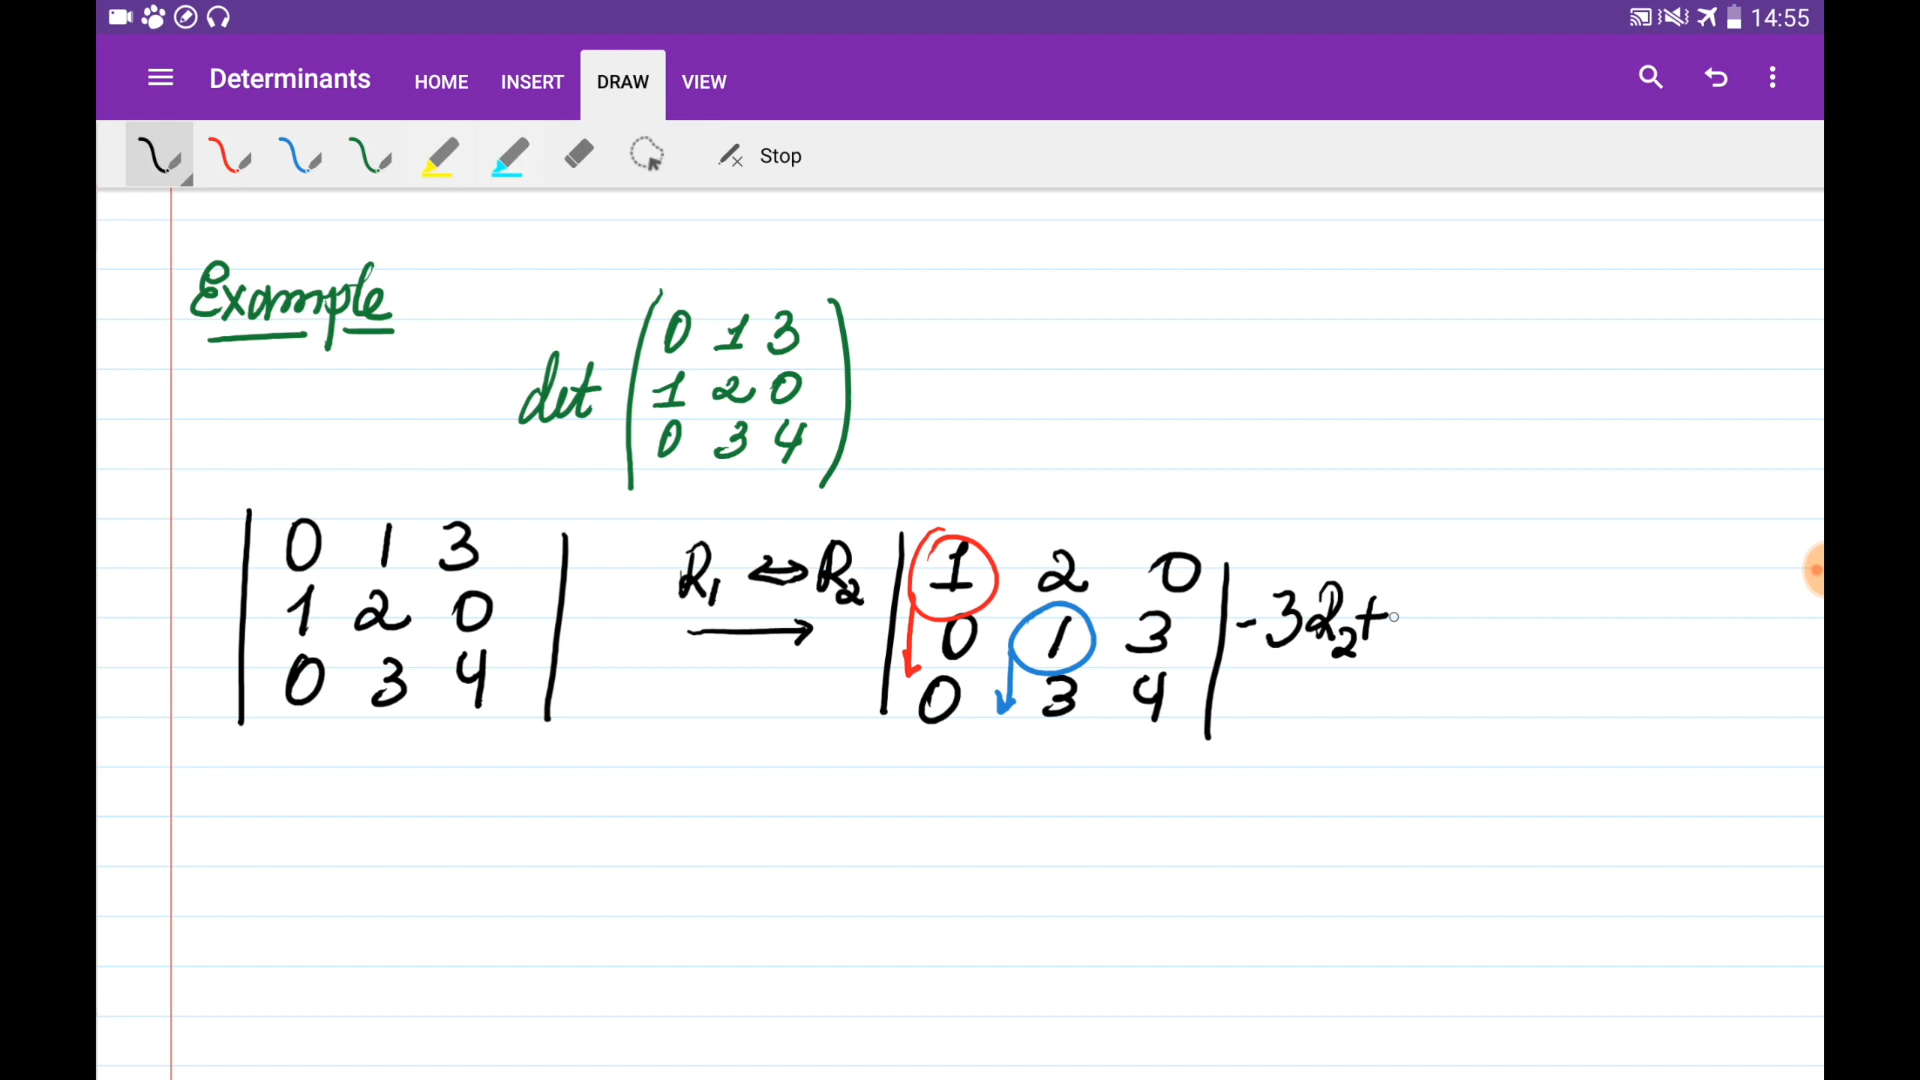 14:55
Determinants HOME INSERT DRAW VIEW
Stop
Example
det
0 1 3
1 2 0
0 3 4
0 1 3
1 2 0
0 3 4
R₁ ⇔ R₂
→
1 2 0
0 1 3
0 3 4
-3R₂+